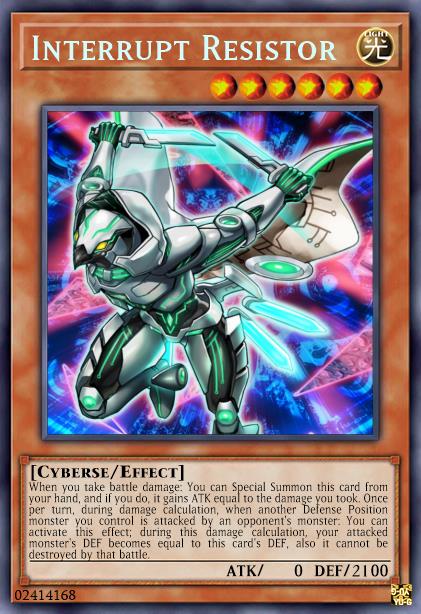 INTERRUPT RESISTOR
LIGHT
光
[CYBERSE/EFFECT]
When you take battle damage: You can Special Summon this card from
your hand, and if you do, it gains ATK equal to the damage you took. Once
per turn, during damage calculation, when another Defense Position
monster you control is attacked by an opponent's monster: You can
activate this effect; during this damage calculation, your attacked
monster's DEF becomes equal to this card's DEF, also it cannot be
destroyed by that battle.
ATK/ 0 DEF/2100
02414168